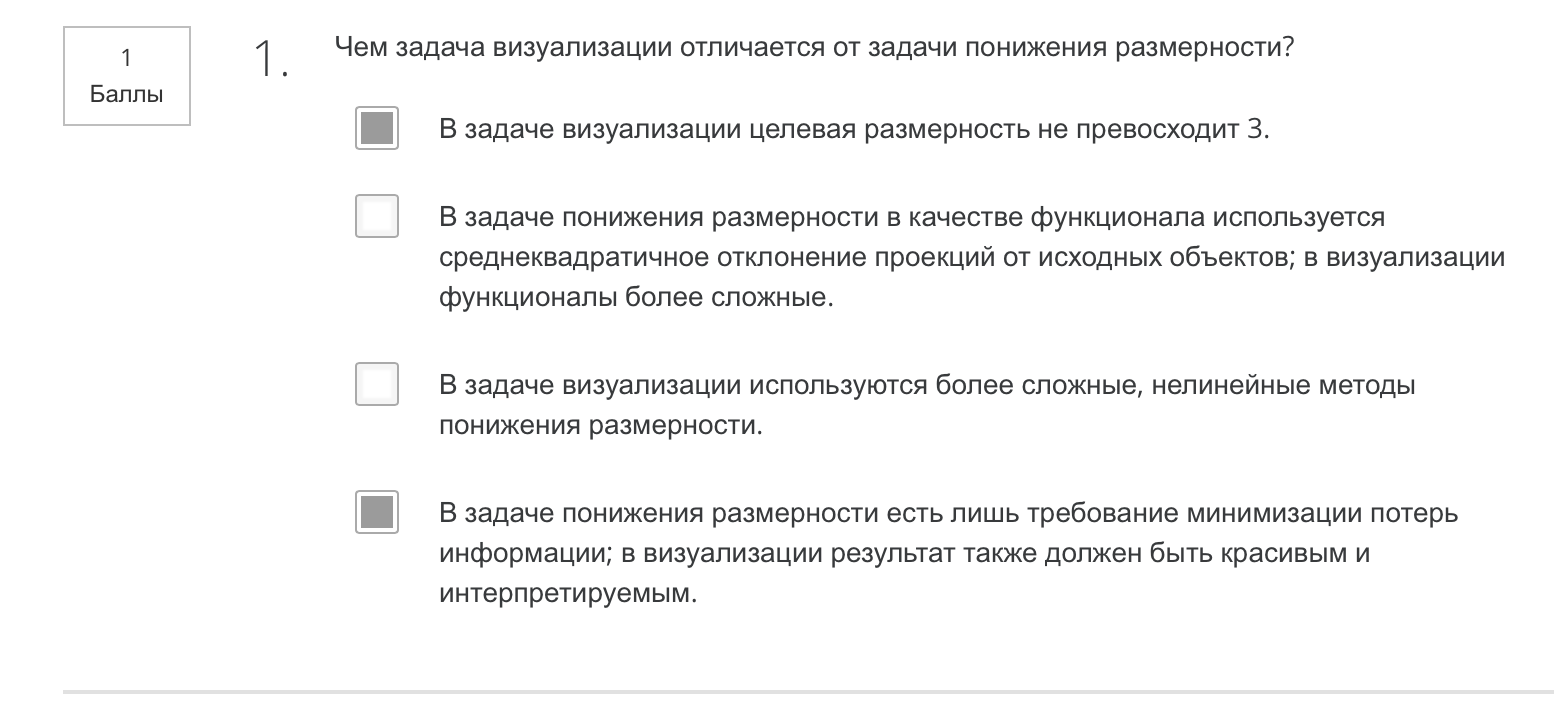 1
Баллы
1.
Чем задача визуализации отличается от задачи понижения размерности?
В задаче визуализации целевая размерность не превосходит 3.
В задаче понижения размерности в качестве функционала используется
среднеквадратичное отклонение проекций от исходных объектов; в визуализации
функционалы более сложные.
В задаче визуализации используются более сложные, нелинейные методы
понижения размерности.
В задаче понижения размерности есть лишь требование минимизации потерь
информации; в визуализации результат также должен быть красивым и
интерпретируемым.